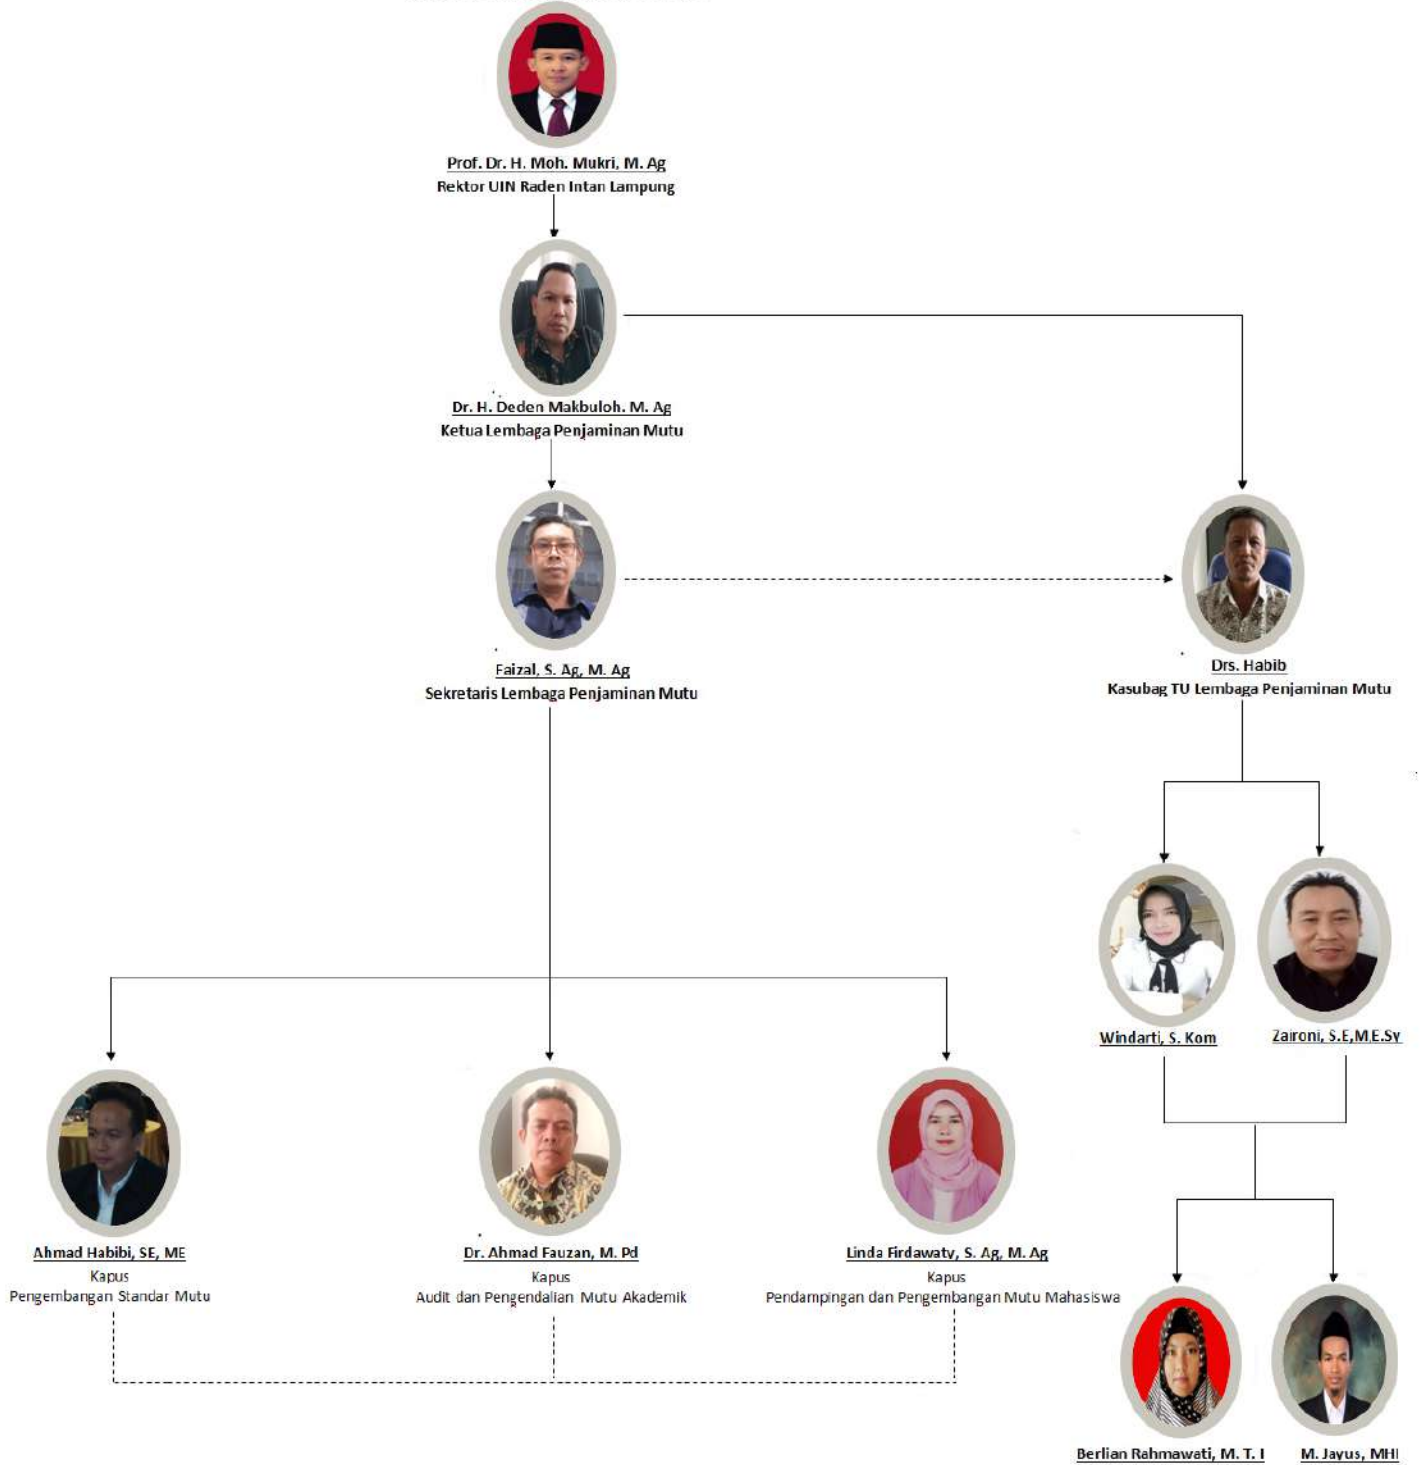 Prof. Dr. H. Moh. Mukri, M. Ag
Rektor UIN Raden Intan Lampung
Dr. H. Deden Makbuloh. M. Ag
Ketua Lembaga Penjaminan Mutu
Faizal, S. Ag, M. Ag
Sekretaris Lembaga Penjaminan Mutu
Drs. Habib
Kasubag TU Lembaga Penjaminan Mutu
Windarti, S. Kom
Zaironi, S.E,M.E.Sy
Ahmad Habibi, SE, ME
Kapus
Pengembangan Standar Mutu
Dr. Ahmad Fauzan, M. Pd
Kapus
Audit dan Pengendalian Mutu Akademik
Linda Firdawaty, S. Ag, M. Ag
Kapus
Pendampingan dan Pengembangan Mutu Mahasiswa
Berlian Rahmawati, M. T. I
M. Jayus, MHI